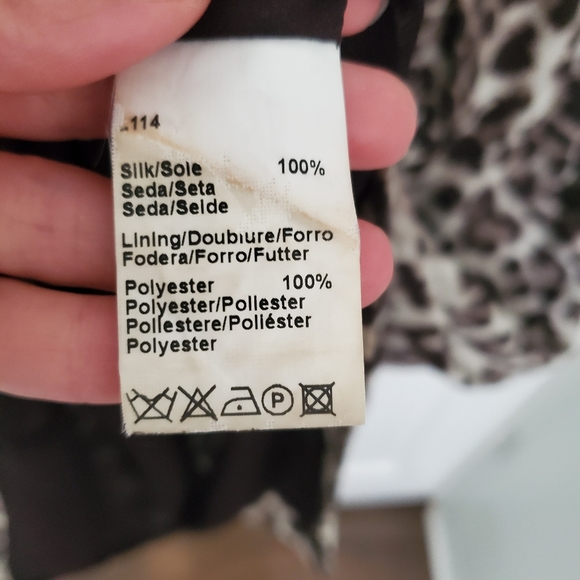 114
Silk/Soie 100%
Seda/Seta
Seda/Seide
Lining/Doublure/Forro
Fodera/Forro/Futter
Polyester 100%
Polyester/Poliester
Poliestere/Poliéster
Polyester
P